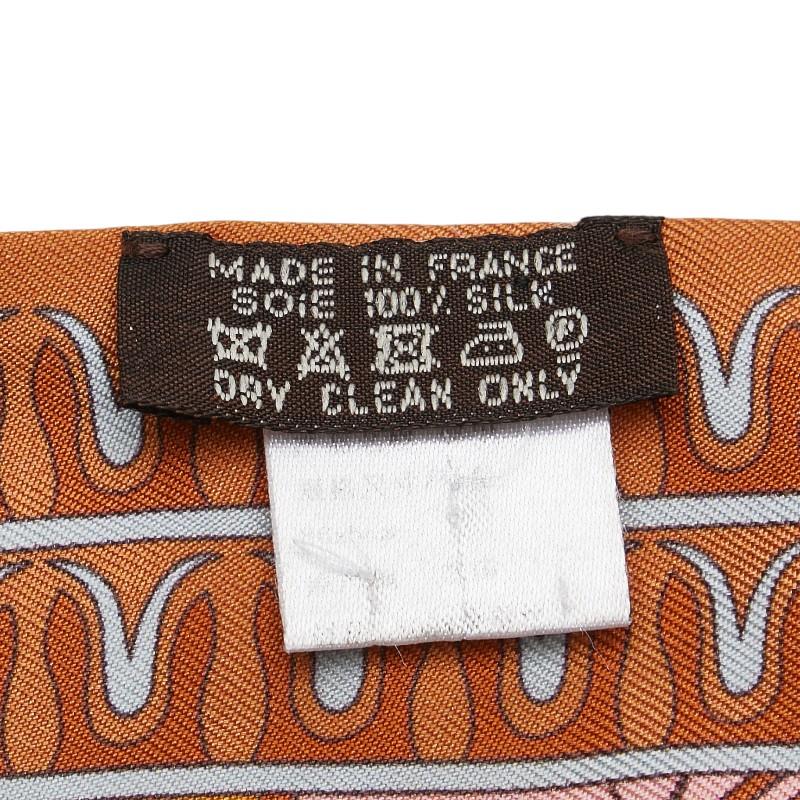 MADE IN FRANCE
SOIE 100% SILK
P
DRY CLEAN ONLY